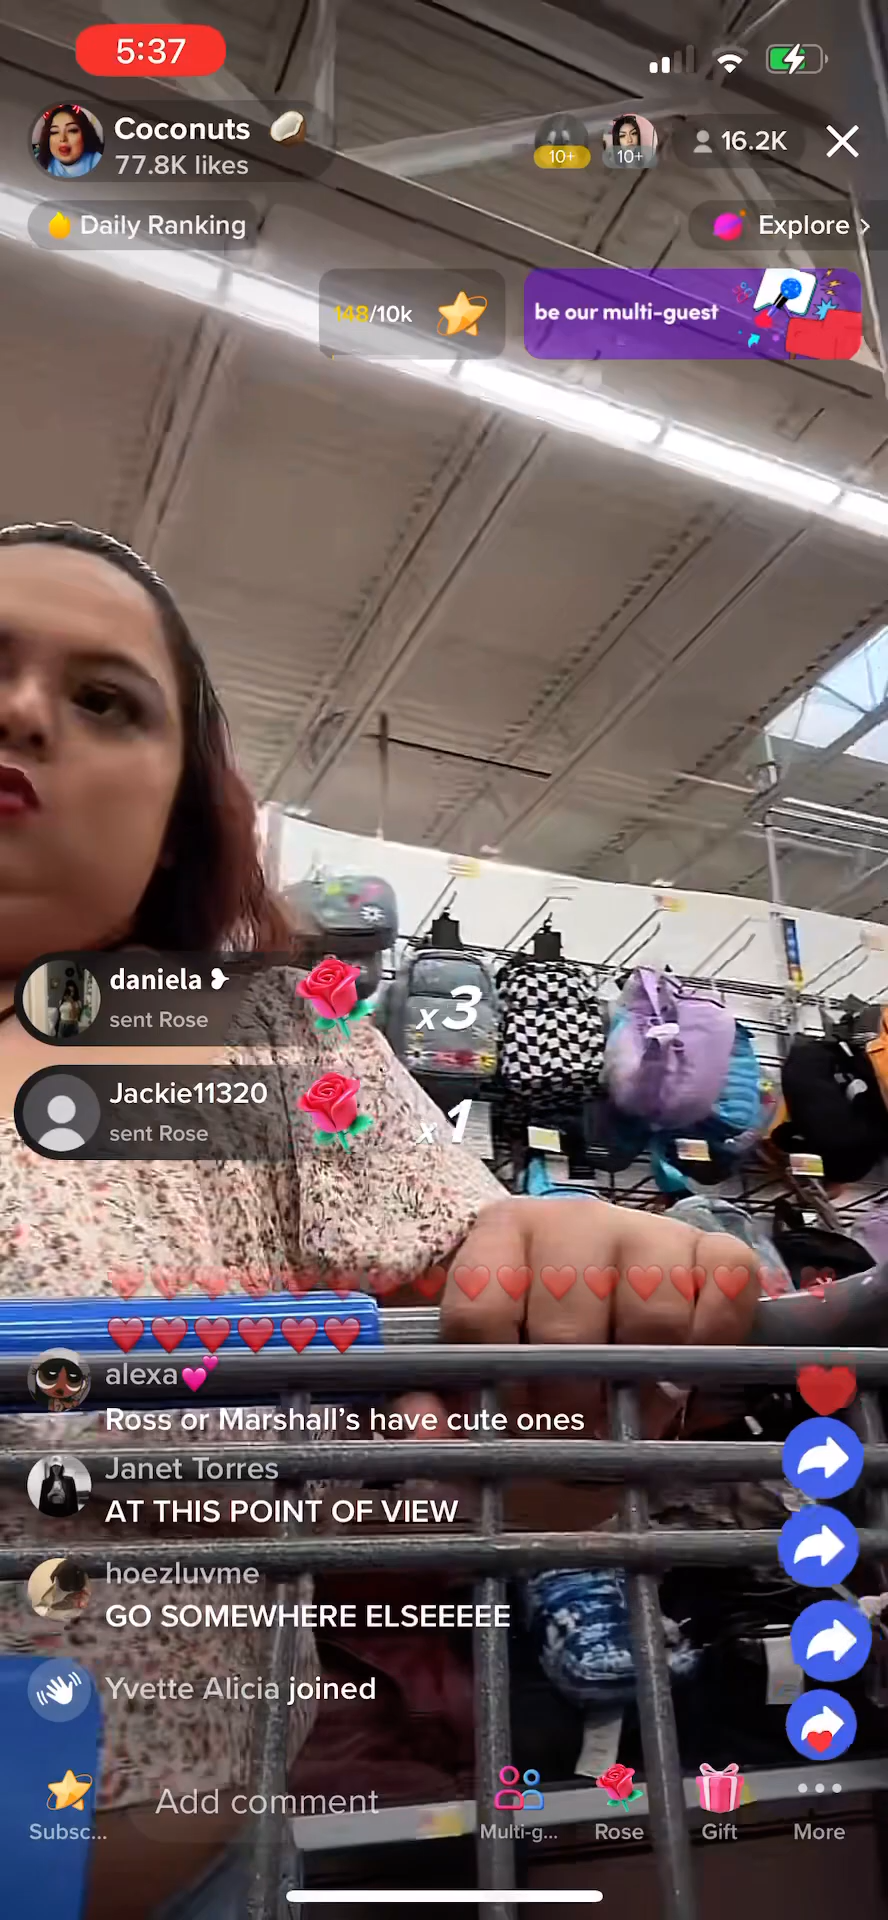 5:37
Coconuts 🥥
77.8K likes
10+
10+
16.2K
Daily Ranking
Explore >
148/10k
be our multi-guest
daniela ❥
sent Rose
x3
Jackie11320
sent Rose
x1
❤️❤️❤️❤️❤️❤️❤️❤️❤️❤️❤️❤️❤️❤️❤️❤️❤️
❤️❤️❤️❤️❤️❤️
alexa💕
Ross or Marshall's have cute ones
Janet Torres
AT THIS POINT OF VIEW
hoezluvme
GO SOMEWHERE ELSEEEEE
Yvette Alicia joined
Add comment
Subsc...
Multi-g...
Rose
Gift
More